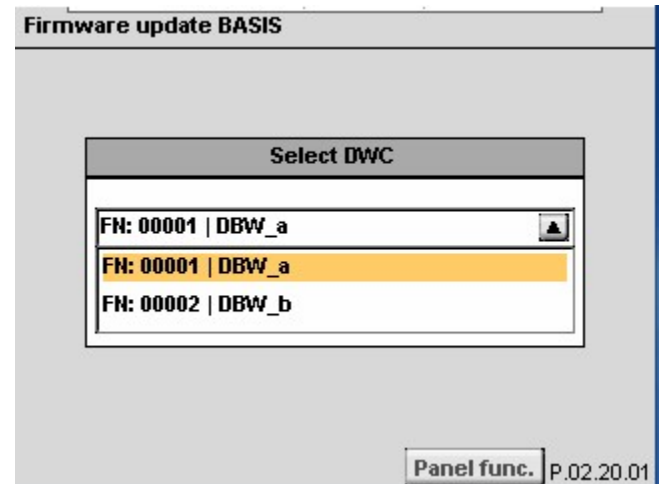 Firmware update BASIS
Select DWC
FN: 00001 | DBW_a
FN: 00001 | DBW_a
FN: 00002 | DBW_b
Panel func. P.02.20.01